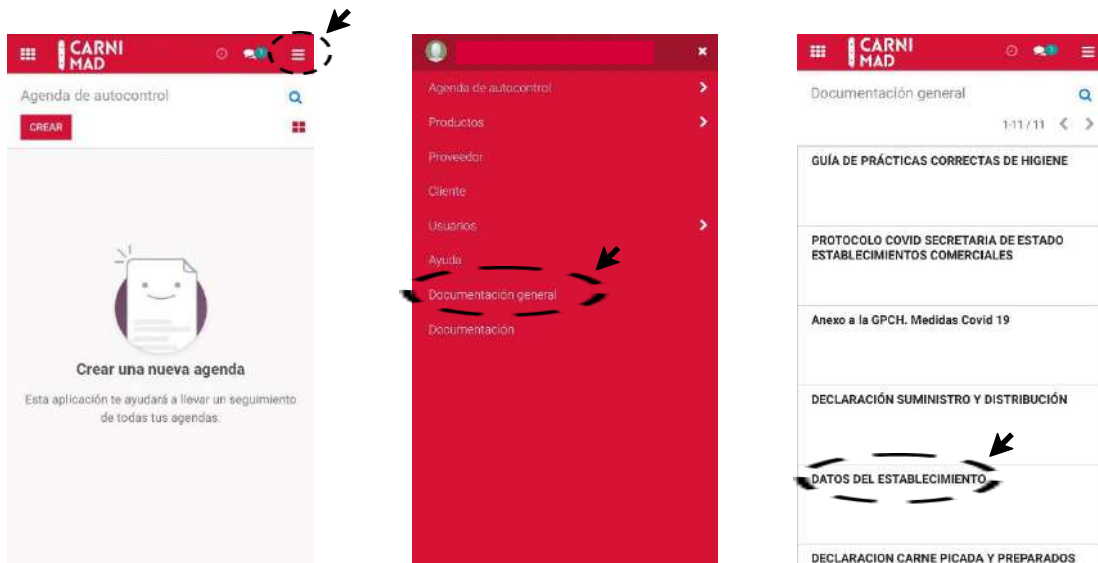 CARNI
MAD
1
Agenda de autocontrol
CREAR
Crear una nueva agenda
Esta aplicación te ayudará a llevar un seguimiento
de todas tus agendas.
Agenda de autocontrol
Productos
Proveedor
Cliente
Usuarios
Ayuda
Documentación general
Documentación
CARNI
MAD
1
Documentación general
1-11 / 11
GUÍA DE PRÁCTICAS CORRECTAS DE HIGIENE
PROTOCOLO COVID SECRETARIA DE ESTADO
ESTABLECIMIENTOS COMERCIALES
Anexo a la GPCH. Medidas Covid 19
DECLARACIÓN SUMINISTRO Y DISTRIBUCIÓN
DATOS DEL ESTABLECIMIENTO
DECLARACION CARNE PICADA Y PREPARADOS